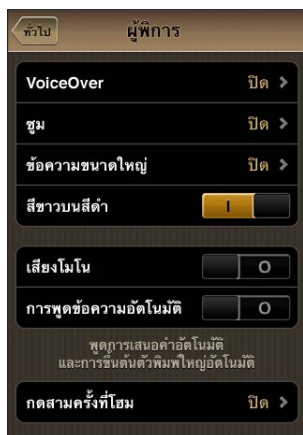 ทั่วไป ผู้พิการ
VoiceOver ปิด
ซูม ปิด
ข้อความขนาดใหญ่ ปิด
สีขาวบนสีดำ I
เสียงโมโน O
การพูดข้อความอัตโนมัติ O
พูดการเสนอคำอัตโนมัติ
และการขึ้นต้นตัวพิมพ์ใหญ่อัตโนมัติ
กดสามครั้งที่โฮม ปิด